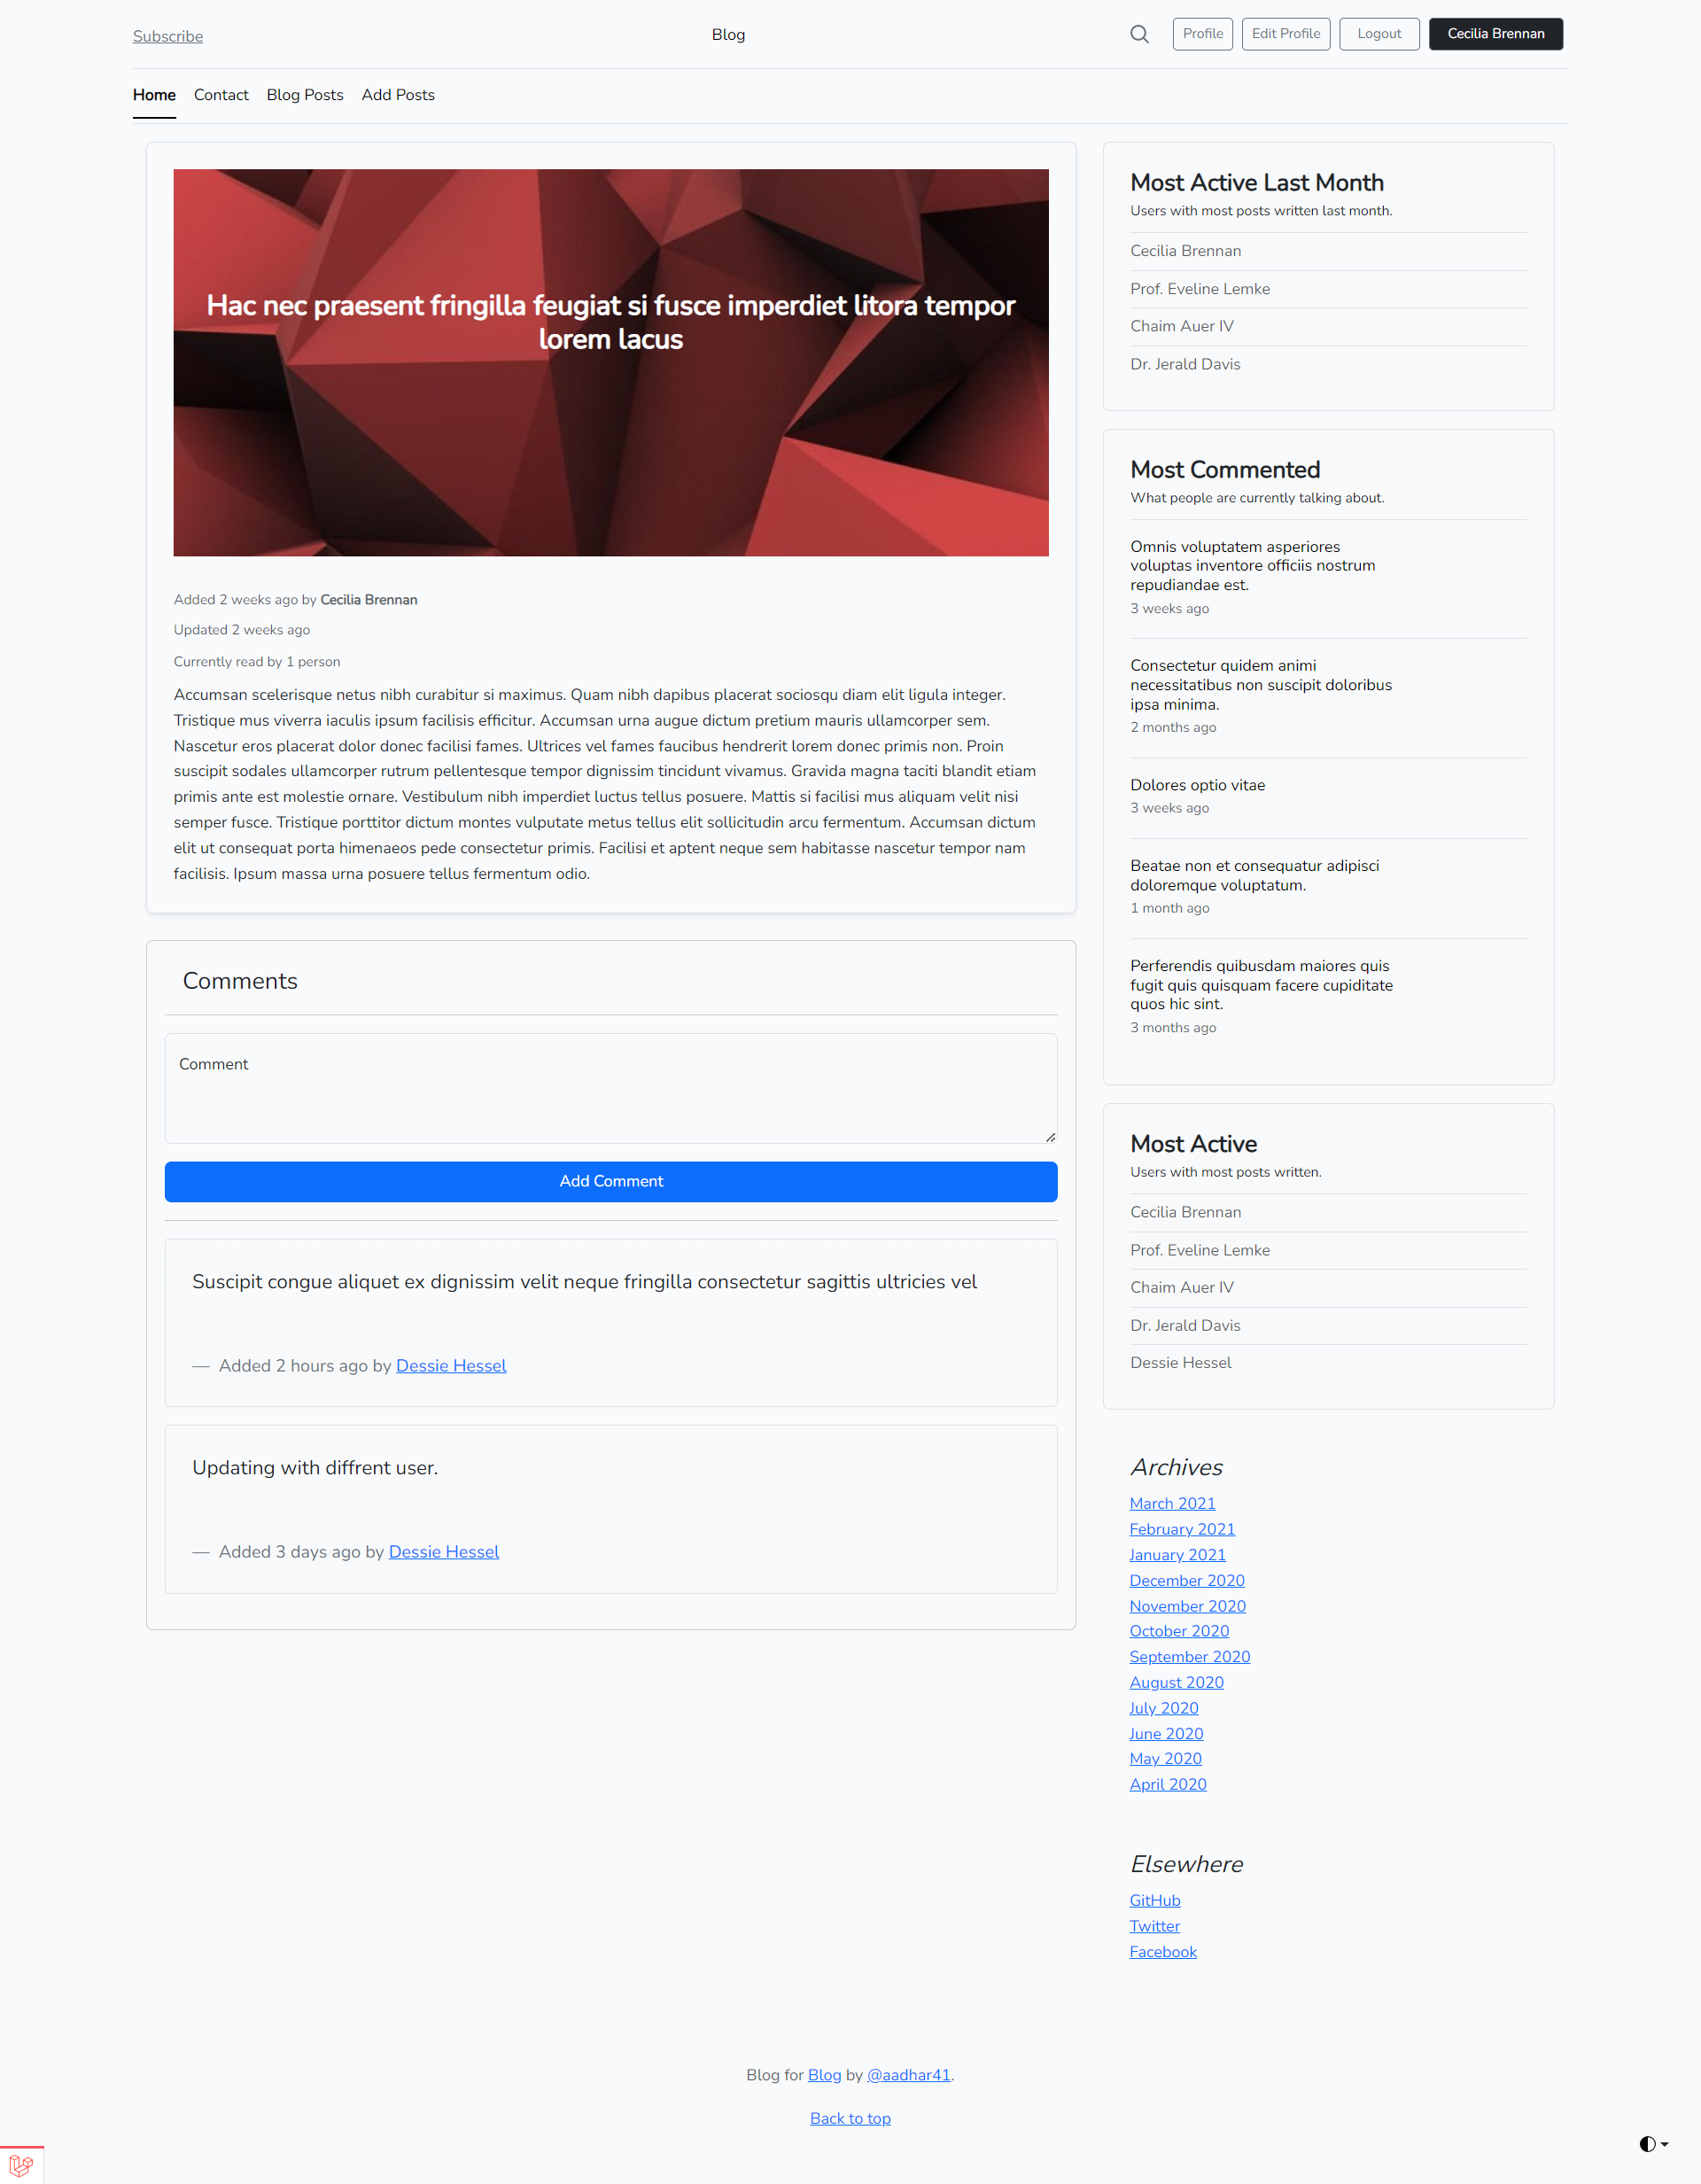 Subscribe
Blog
Profile
Edit Profile
Logout
Cecilia Brennan
Home
Contact
Blog Posts
Add Posts
Hac nec praesent fringilla feugiat si fusce imperdiet litora tempor
lorem lacus
Added 2 weeks ago by Cecilia Brennan
Updated 2 weeks ago
Currently read by 1 person
Accumsan scelerisque netus nibh curabitur si maximus. Quam nibh dapibus placerat sociosqu diam elit ligula integer.
Tristique mus viverra iaculis ipsum facilisis efficitur. Accumsan urna augue dictum pretium mauris ullamcorper sem.
Nascetur eros placerat dolor donec facilisi fames. Ultrices vel fames faucibus hendrerit lorem donec primis non. Proin
suscipit sodales ullamcorper rutrum pellentesque tempor dignissim tincidunt vivamus. Gravida magna taciti blandit etiam
primis ante est molestie ornare. Vestibulum nibh imperdiet luctus tellus posuere. Mattis si facilisi mus aliquam velit nisi
semper fusce. Tristique porttitor dictum montes vulputate metus tellus elit sollicitudin arcu fermentum. Accumsan dictum
elit ut consequat porta himenaeos pede consectetur primis. Facilisi et aptent neque sem habitasse nascetur tempor nam
facilisis. Ipsum massa urna posuere tellus fermentum odio.
Comments
Comment
Add Comment
Suscipit congue aliquet ex dignissim velit neque fringilla consectetur sagittis ultricies vel
— Added 2 hours ago by Dessie Hessel
Updating with diffrent user.
— Added 3 days ago by Dessie Hessel
Most Active Last Month
Users with most posts written last month.
Cecilia Brennan
Prof. Eveline Lemke
Chaim Auer IV
Dr. Jerald Davis
Most Commented
What people are currently talking about.
Omnis voluptatem asperiores
voluptas inventore officiis nostrum
repudiandae est.
3 weeks ago
Consectetur quidem animi
necessitatibus non suscipit doloribus
ipsa minima.
2 months ago
Dolores optio vitae
3 weeks ago
Beatae non et consequatur adipisci
doloremque voluptatum.
1 month ago
Perferendis quibusdam maiores quis
fugit quis quisquam facere cupiditate
quos hic sint.
3 months ago
Most Active
Users with most posts written.
Cecilia Brennan
Prof. Eveline Lemke
Chaim Auer IV
Dr. Jerald Davis
Dessie Hessel
Archives
March 2021
February 2021
January 2021
December 2020
November 2020
October 2020
September 2020
August 2020
July 2020
June 2020
May 2020
April 2020
Elsewhere
GitHub
Twitter
Facebook
Blog for Blog by @aadhar41.
Back to top